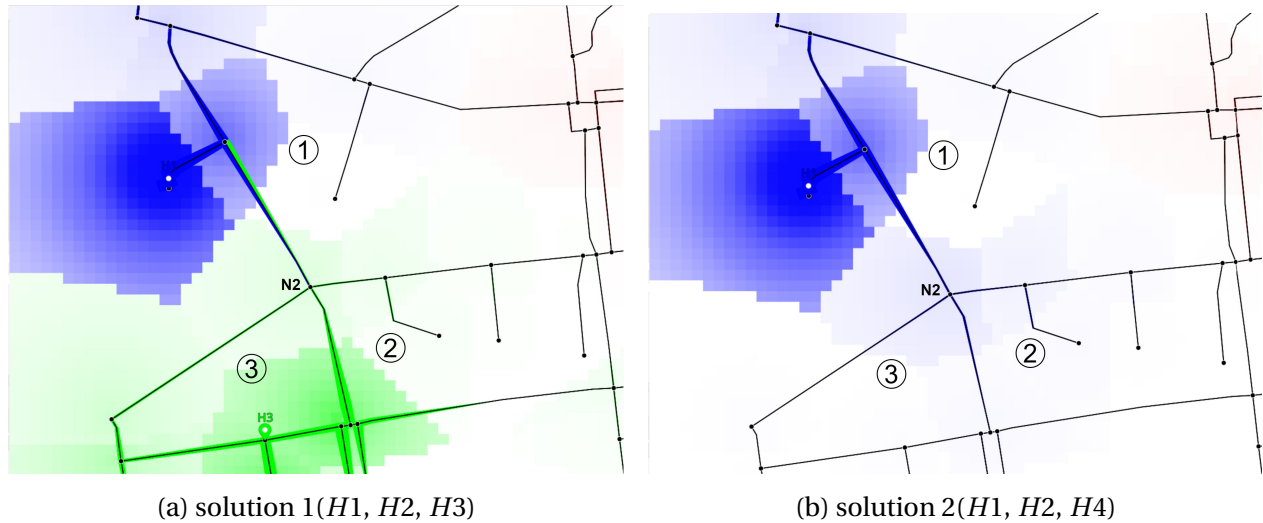 ①
N2
②
③
H3
(a) solution 1(H1, H2, H3)
①
N2
②
③
(b) solution 2(H1, H2, H4)